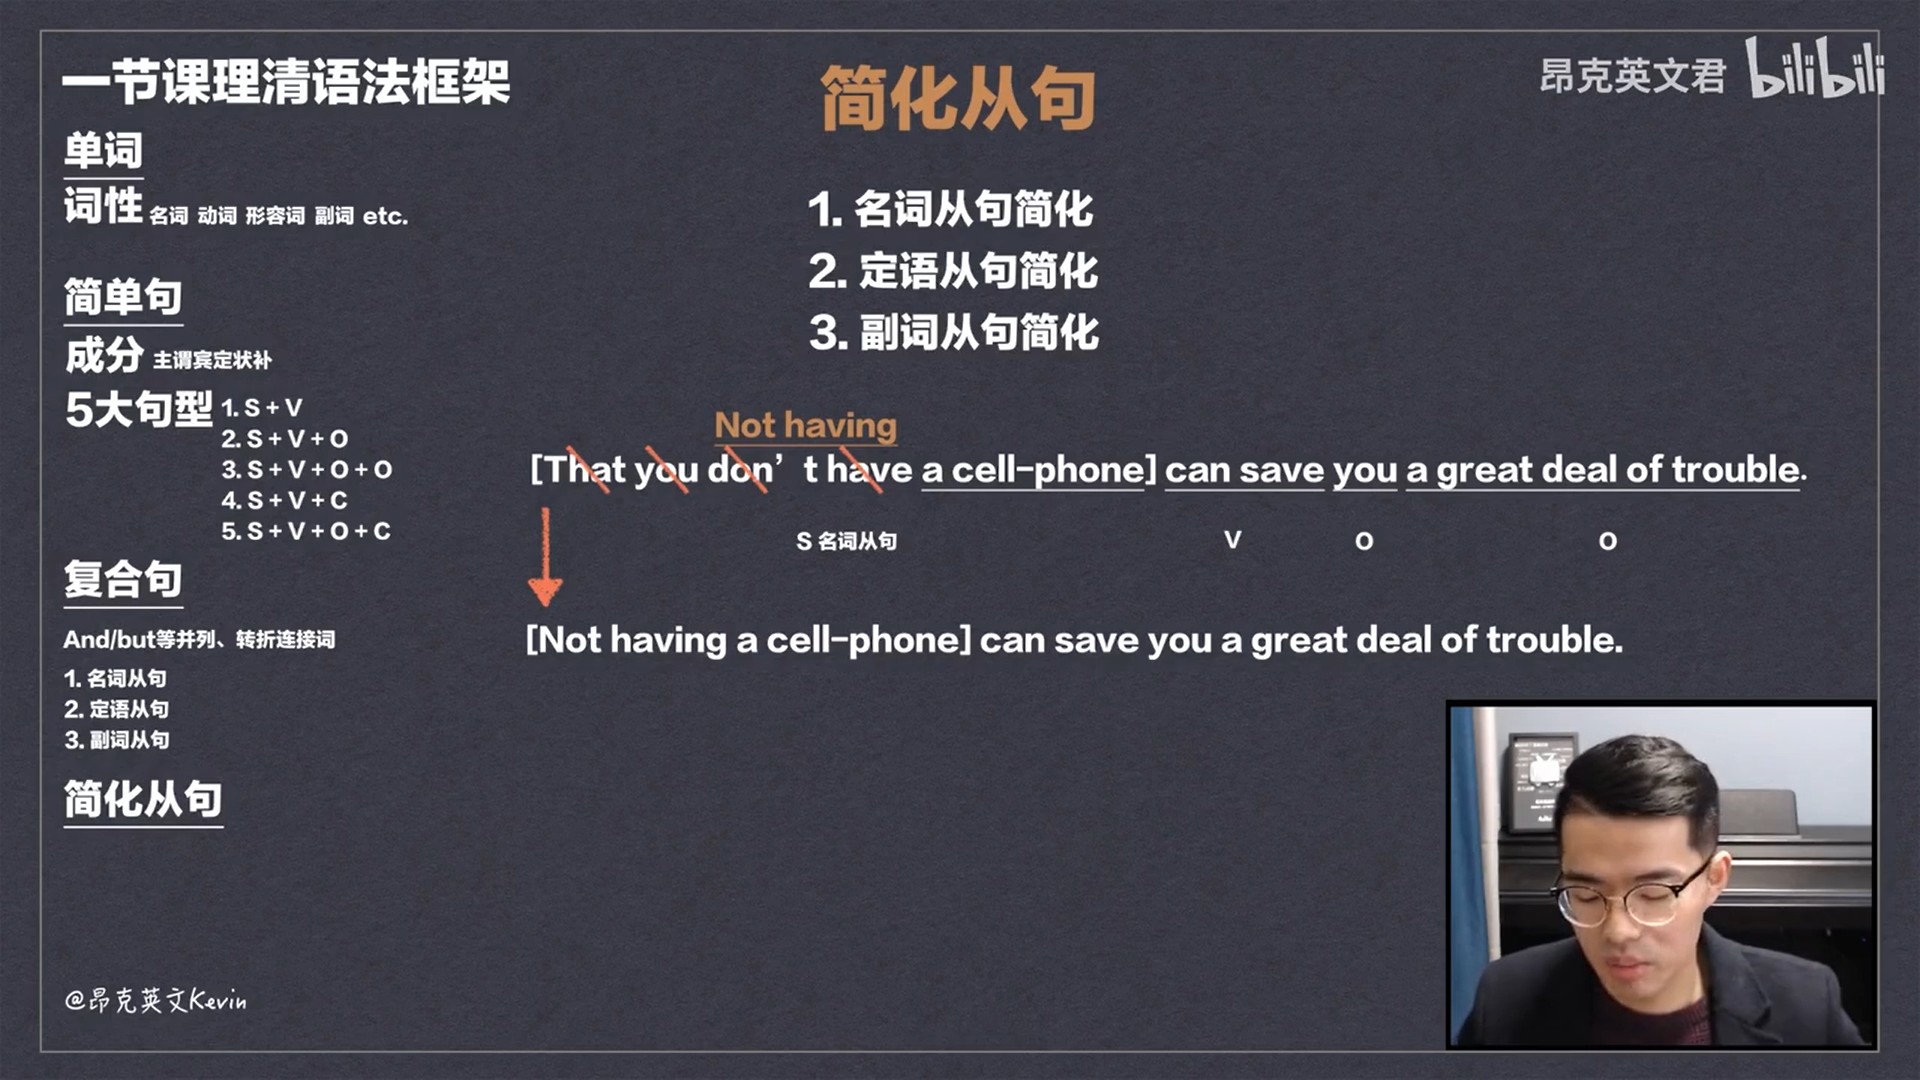 一节课理清语法框架
单词
词性 名词 动词 形容词 副词 etc.
简单句
成分 主谓宾定状补
5大句型 1. S + V
2. S + V + O
3. S + V + O + O
4. S + V + C
5. S + V + O + C
复合句
And/but等并列、转折连接词
1. 名词从句
2. 定语从句
3. 副词从句
简化从句
@昂克英文Kevin
简化从句
1. 名词从句简化
2. 定语从句简化
3. 副词从句简化
Not having
[That you don’t have a cell-phone] can save you a great deal of trouble.
S 名词从句 V O O
[Not having a cell-phone] can save you a great deal of trouble.
昂克英文君 bilibili